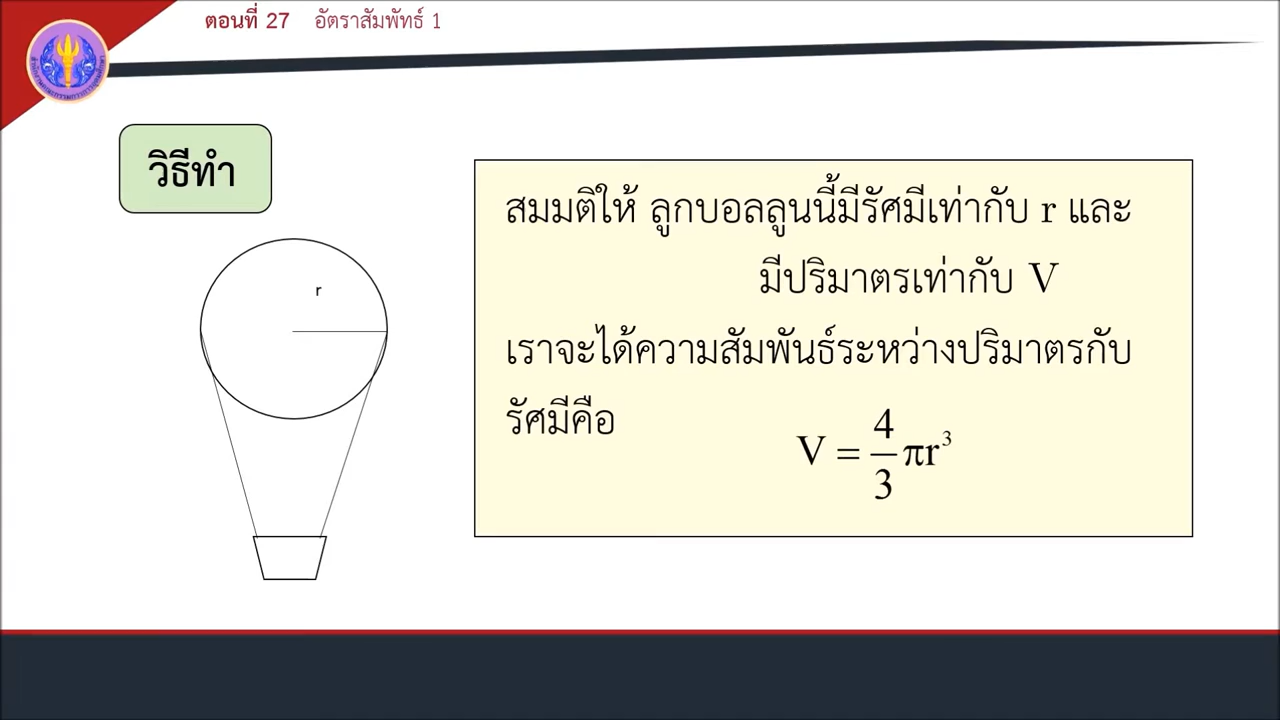 ตอนที่ 27 อัตราสัมพัทธ์ 1
วิธีทำ
r
สมมติให้ ลูกบอลลูนนี้มีรัศมีเท่ากับ r และ
มีปริมาตรเท่ากับ V
เราจะได้ความสัมพันธ์ระหว่างปริมาตรกับ
รัศมีคือ
V = 4/3 πr³